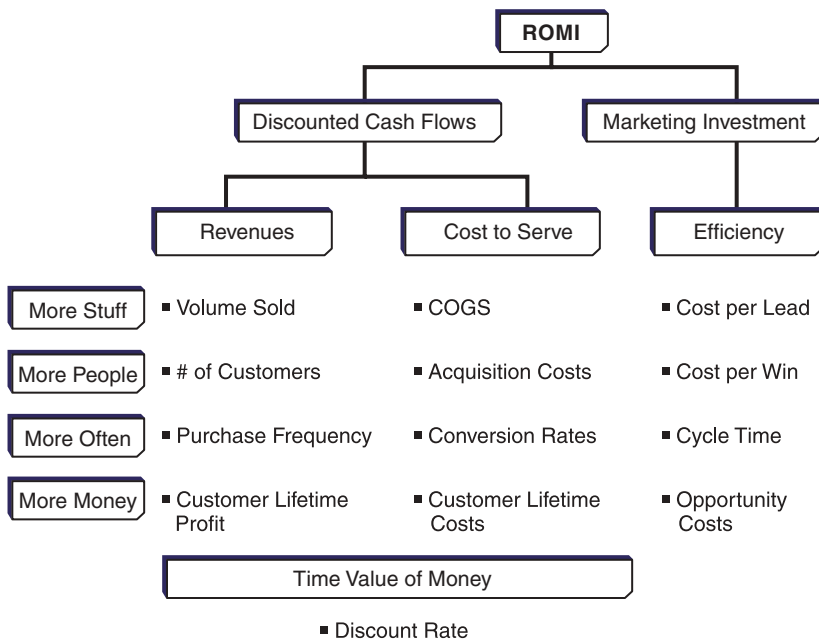 ROMI
Discounted Cash Flows
Marketing Investment
Revenues
Cost to Serve
Efficiency
More Stuff
▪ Volume Sold
▪ COGS
▪ Cost per Lead
More People
▪ # of Customers
▪ Acquisition Costs
▪ Cost per Win
More Often
▪ Purchase Frequency
▪ Conversion Rates
▪ Cycle Time
More Money
▪ Customer Lifetime
Profit
▪ Customer Lifetime
Costs
▪ Opportunity
Costs
Time Value of Money
▪ Discount Rate